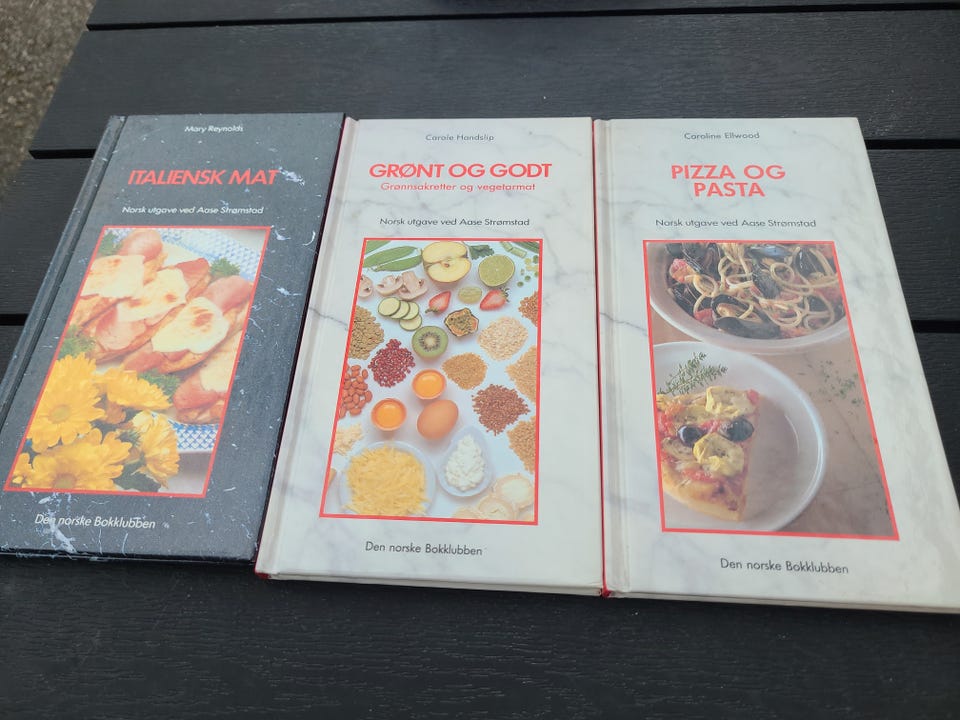 Mary Reynolds
ITALIENSK MAT
Norsk utgave ved Aase Strømstad
Den norske Bokklubben
Carole Handslip
GRØNT OG GODT
Grønnsakretter og vegetarmat
Norsk utgave ved Aase Strømstad
Den norske Bokklubben
Caroline Ellwood
PIZZA OG
PASTA
Norsk utgave ved Aase Strømstad
Den norske Bokklubben